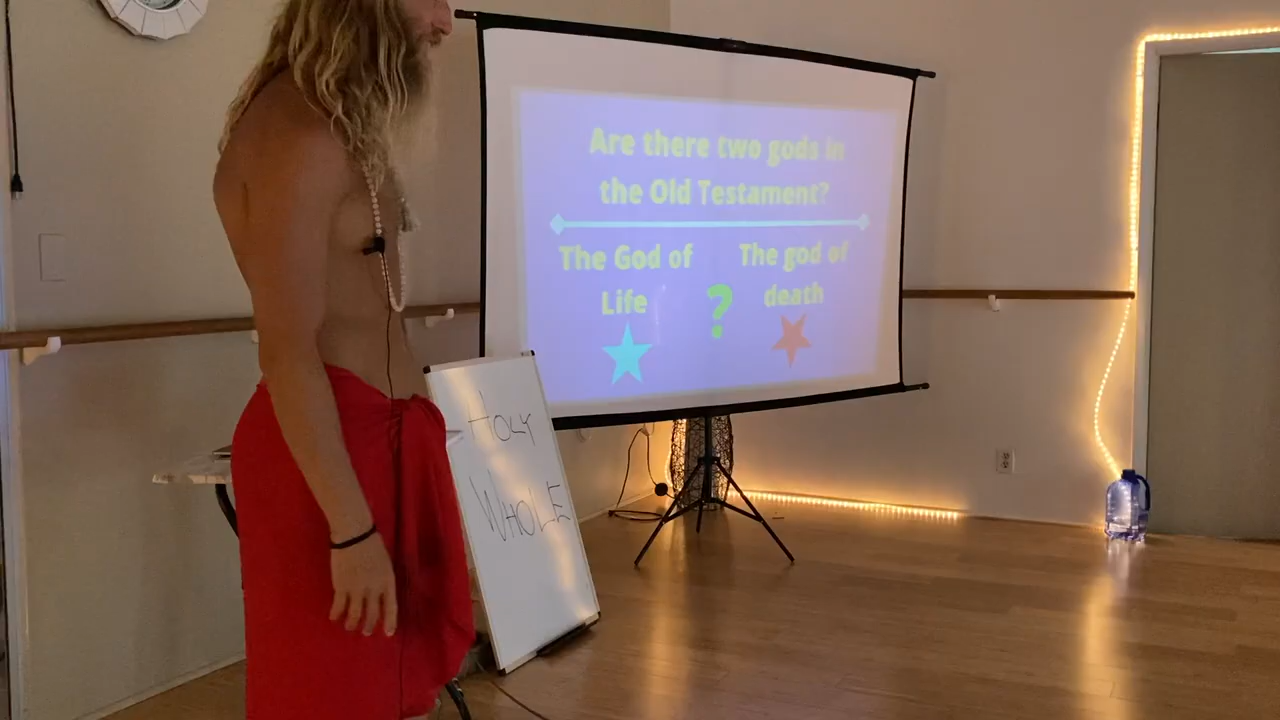 Are there two gods in
the Old Testament?
The God of
Life
?
The god of
death
HOLY
WHOLE